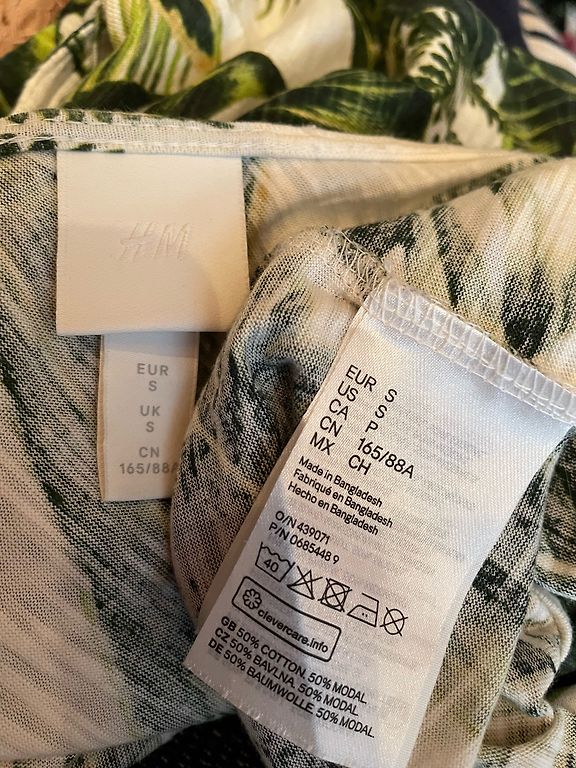 H&M
EUR
S
UK
S
CN
165/88A
EUR S
US S
CA P
CN 165/88A
MX CH
Made in Bangladesh
Fabriqué en Bangladesh
Hecho en Bangladesh
O/N 439071
P/N 0685448 9
40
clevercare.info
GB 50% COTTON. 50% MODAL
CZ 50% BAVLNA. 50% MODAL
DE 50% BAUMWOLLE. 50% MODAL